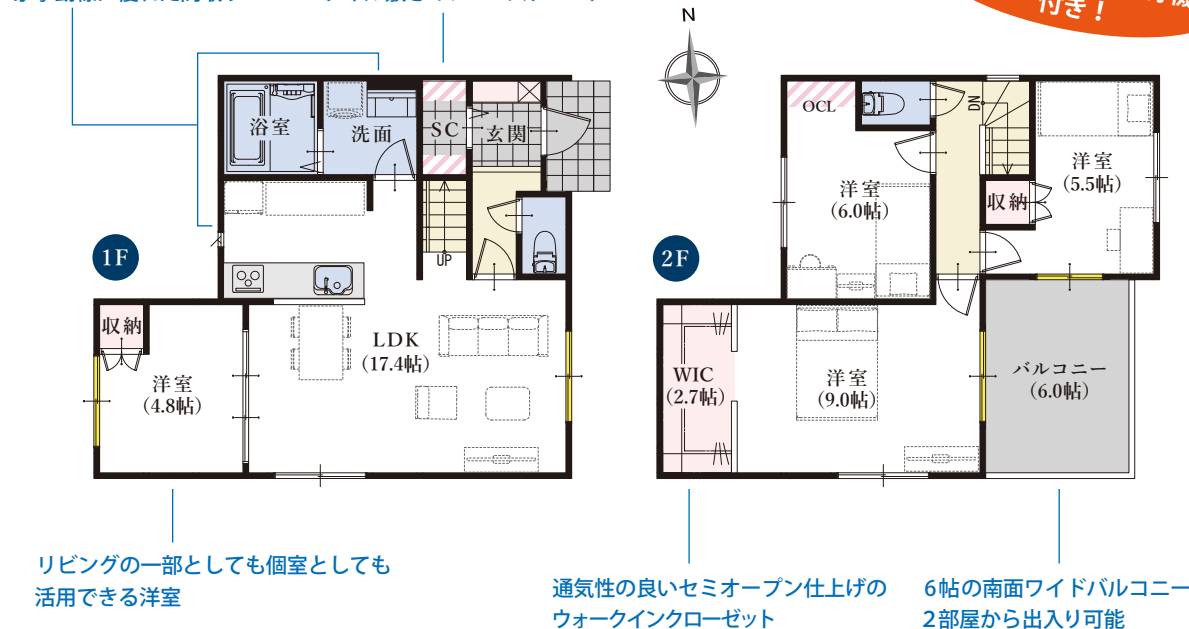 付き！
N
浴室
洗面
SC
玄関
UP
1F
収納
洋室
（4.8帖）
LDK
（17.4帖）
OCL
DN
洋室
（6.0帖）
洋室
（5.5帖）
収納
2F
WIC
（2.7帖）
洋室
（9.0帖）
バルコニー
（6.0帖）
リビングの一部としても個室としても
活用できる洋室
通気性の良いセミオープン仕上げの
ウォークインクローゼット
6帖の南面ワイドバルコニー
2部屋から出入り可能